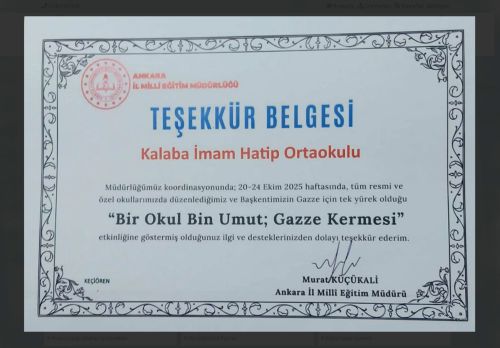 ANKARA
İL MİLLİ EĞİTİM MÜDÜRLÜĞÜ
TEŞEKKÜR BELGESİ
Kalaba İmam Hatip Ortaokulu
Müdürlüğümüz koordinasyonunda; 20-24 Ekim 2025 haftasında, tüm resmi ve
özel okullarımızda düzenlediğimiz ve Başkentimizin Gazze için tek yürek olduğu
“Bir Okul Bin Umut; Gazze Kermesi”
etkinliğine göstermiş olduğunuz ilgi ve desteklerinizden dolayı teşekkür ederim.
KEÇİÖREN
Murat KÜÇÜKALİ
Ankara İl Milli Eğitim Müdürü